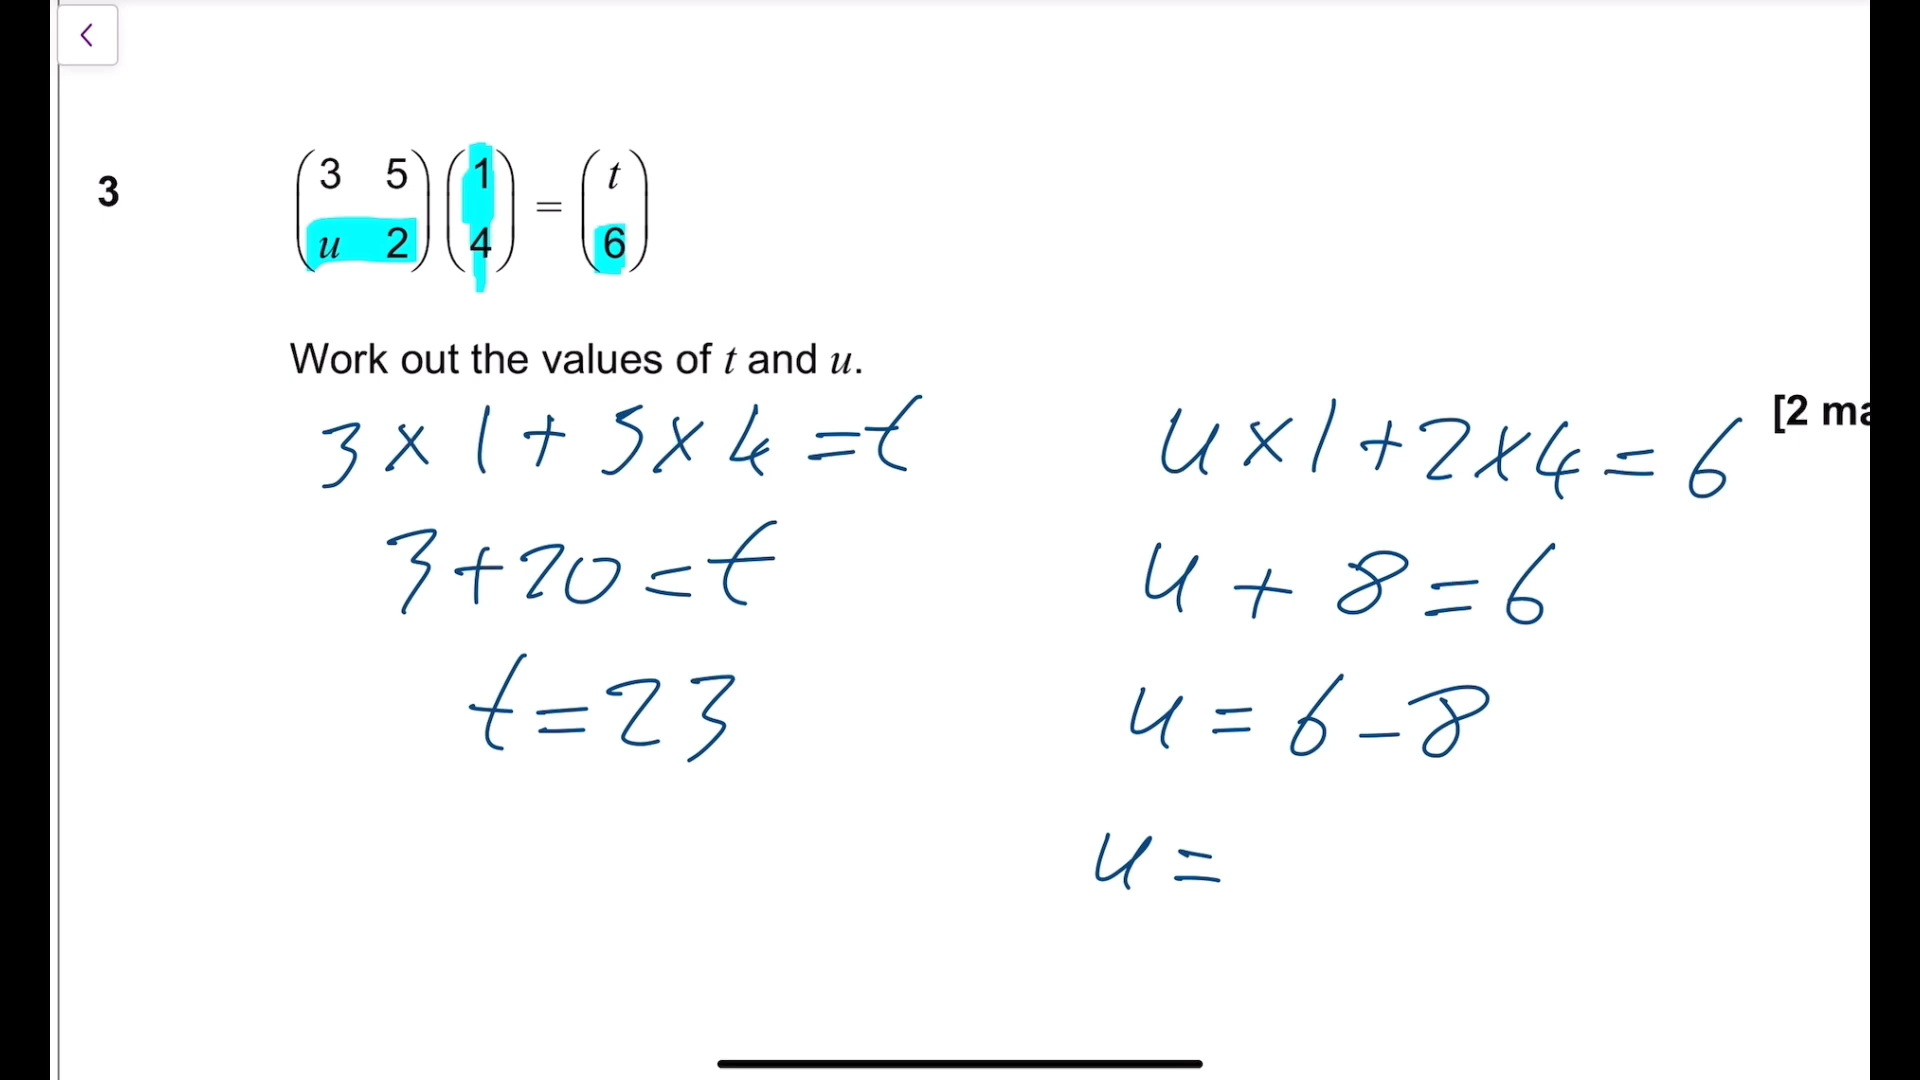 3
3 5 1 t
=
u 2 4 6
Work out the values of t and u.
[2 ma
3 × 1 + 5 × 4 = t
u × 1 + 2 × 4 = 6
3 + 20 = t
u + 8 = 6
t = 23
u = 6 - 8
u =